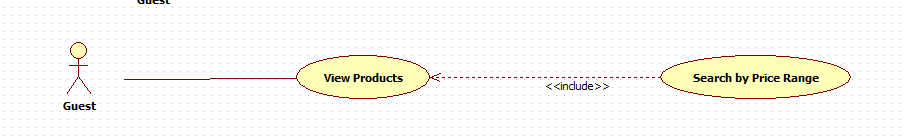 Guest
View Products
<<include>>
Search by Price Range
Guest